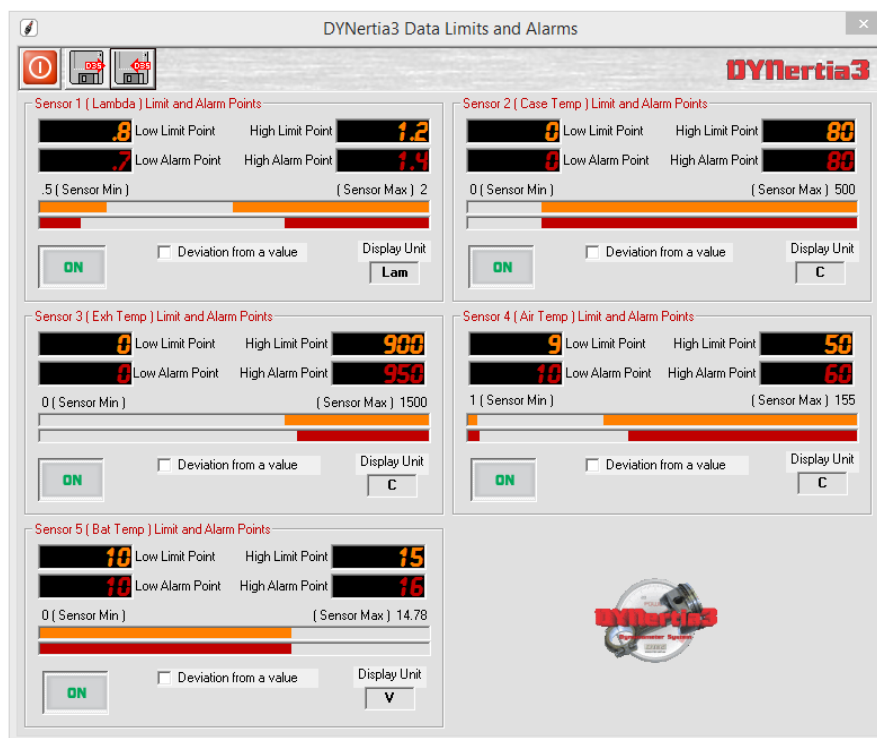 DYNertia3 Data Limits and Alarms
DYNertia3
Sensor 1 ( Lambda ) Limit and Alarm Points
.8 Low Limit Point High Limit Point 1.2
.7 Low Alarm Point High Alarm Point 1.4
.5 ( Sensor Min ) ( Sensor Max ) 2
ON Deviation from a value Display Unit
Lam
Sensor 2 ( Case Temp ) Limit and Alarm Points
0 Low Limit Point High Limit Point 80
0 Low Alarm Point High Alarm Point 80
0 ( Sensor Min ) ( Sensor Max ) 500
ON Deviation from a value Display Unit
C
Sensor 3 ( Exh Temp ) Limit and Alarm Points
0 Low Limit Point High Limit Point 900
0 Low Alarm Point High Alarm Point 950
0 ( Sensor Min ) ( Sensor Max ) 1500
ON Deviation from a value Display Unit
C
Sensor 4 ( Air Temp ) Limit and Alarm Points
9 Low Limit Point High Limit Point 50
10 Low Alarm Point High Alarm Point 60
1 ( Sensor Min ) ( Sensor Max ) 155
ON Deviation from a value Display Unit
C
Sensor 5 ( Bat Temp ) Limit and Alarm Points
10 Low Limit Point High Limit Point 15
10 Low Alarm Point High Alarm Point 16
0 ( Sensor Min ) ( Sensor Max ) 14.78
ON Deviation from a value Display Unit
V
DYNertia3
Dynamometer System